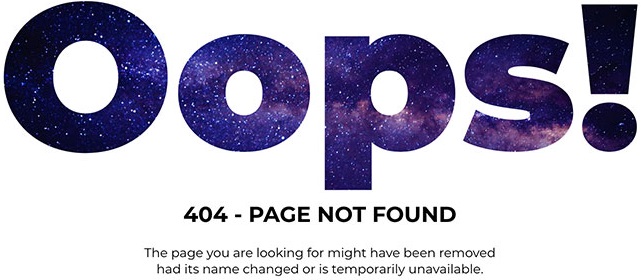 Oops!
404 - PAGE NOT FOUND
The page you are looking for might have been removed
had its name changed or is temporarily unavailable.